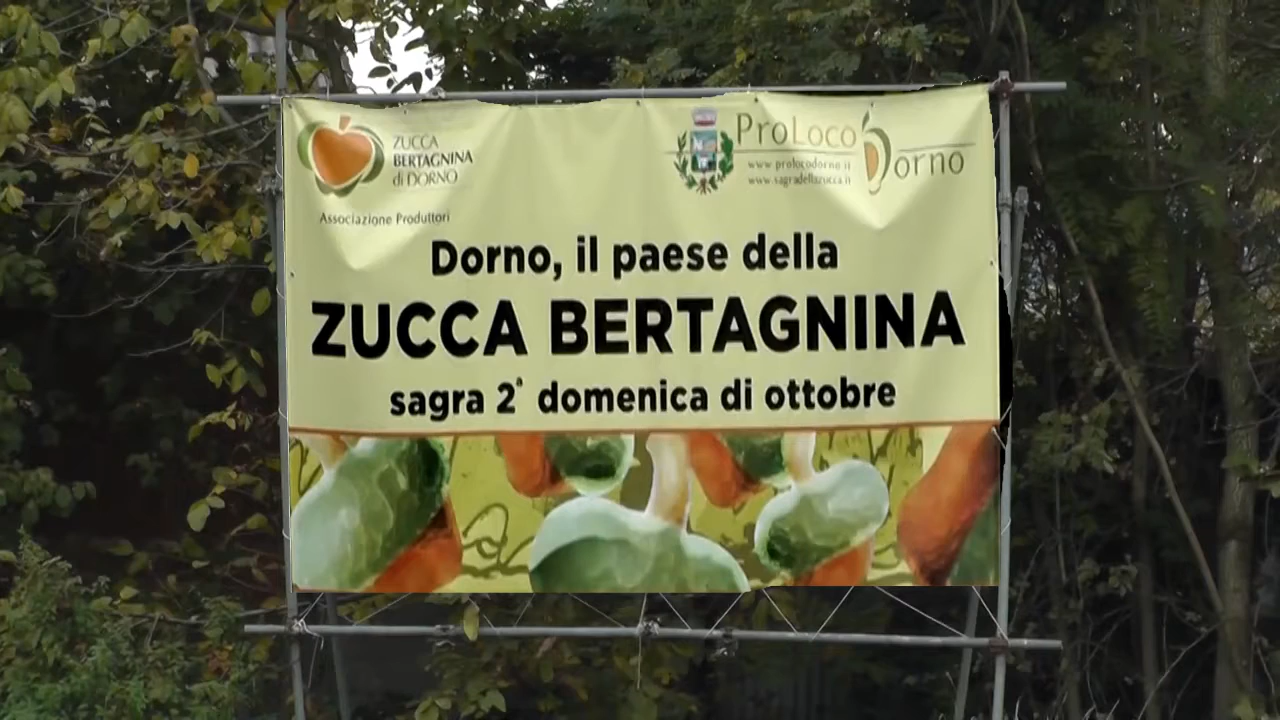 ZUCCA
BERTAGNINA
di DORNO
Associazione Produttori
ProLoco Dorno
www.prolocodorno.it
www.sagradellazucca.it
Dorno, il paese della
ZUCCA BERTAGNINA
sagra 2ª domenica di ottobre